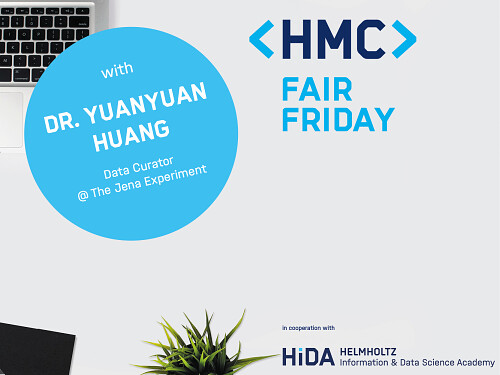 with
DR. YUANYUAN
HUANG
Data Curator
@ The Jena Experiment
<HMC>
FAIR
FRIDAY
in cooperation with
HiDA HELMHOLTZ
Information & Data Science Academy